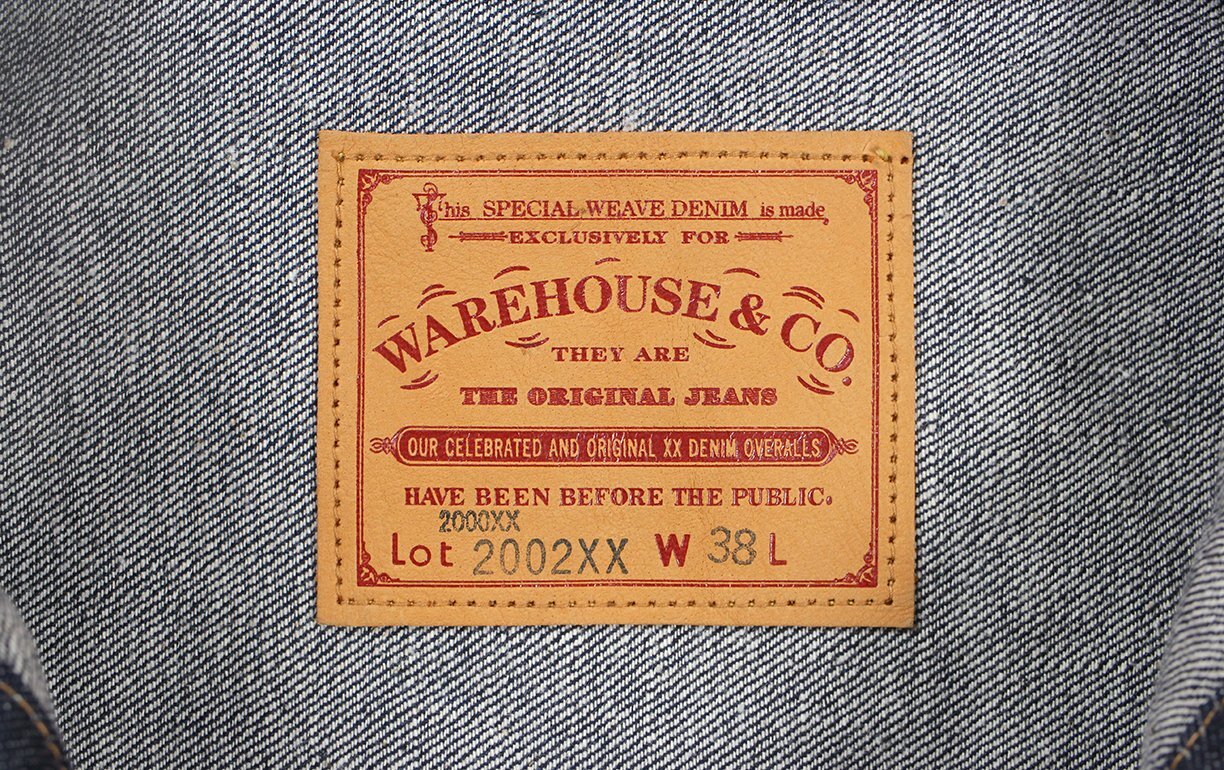 This SPECIAL WEAVE DENIM is made
EXCLUSIVELY FOR
WAREHOUSE & CO.
THEY ARE
THE ORIGINAL JEANS
OUR CELEBRATED AND ORIGINAL XX DENIM OVERALLS
HAVE BEEN BEFORE THE PUBLIC.
2000XX
Lot 2002XX W 38 L